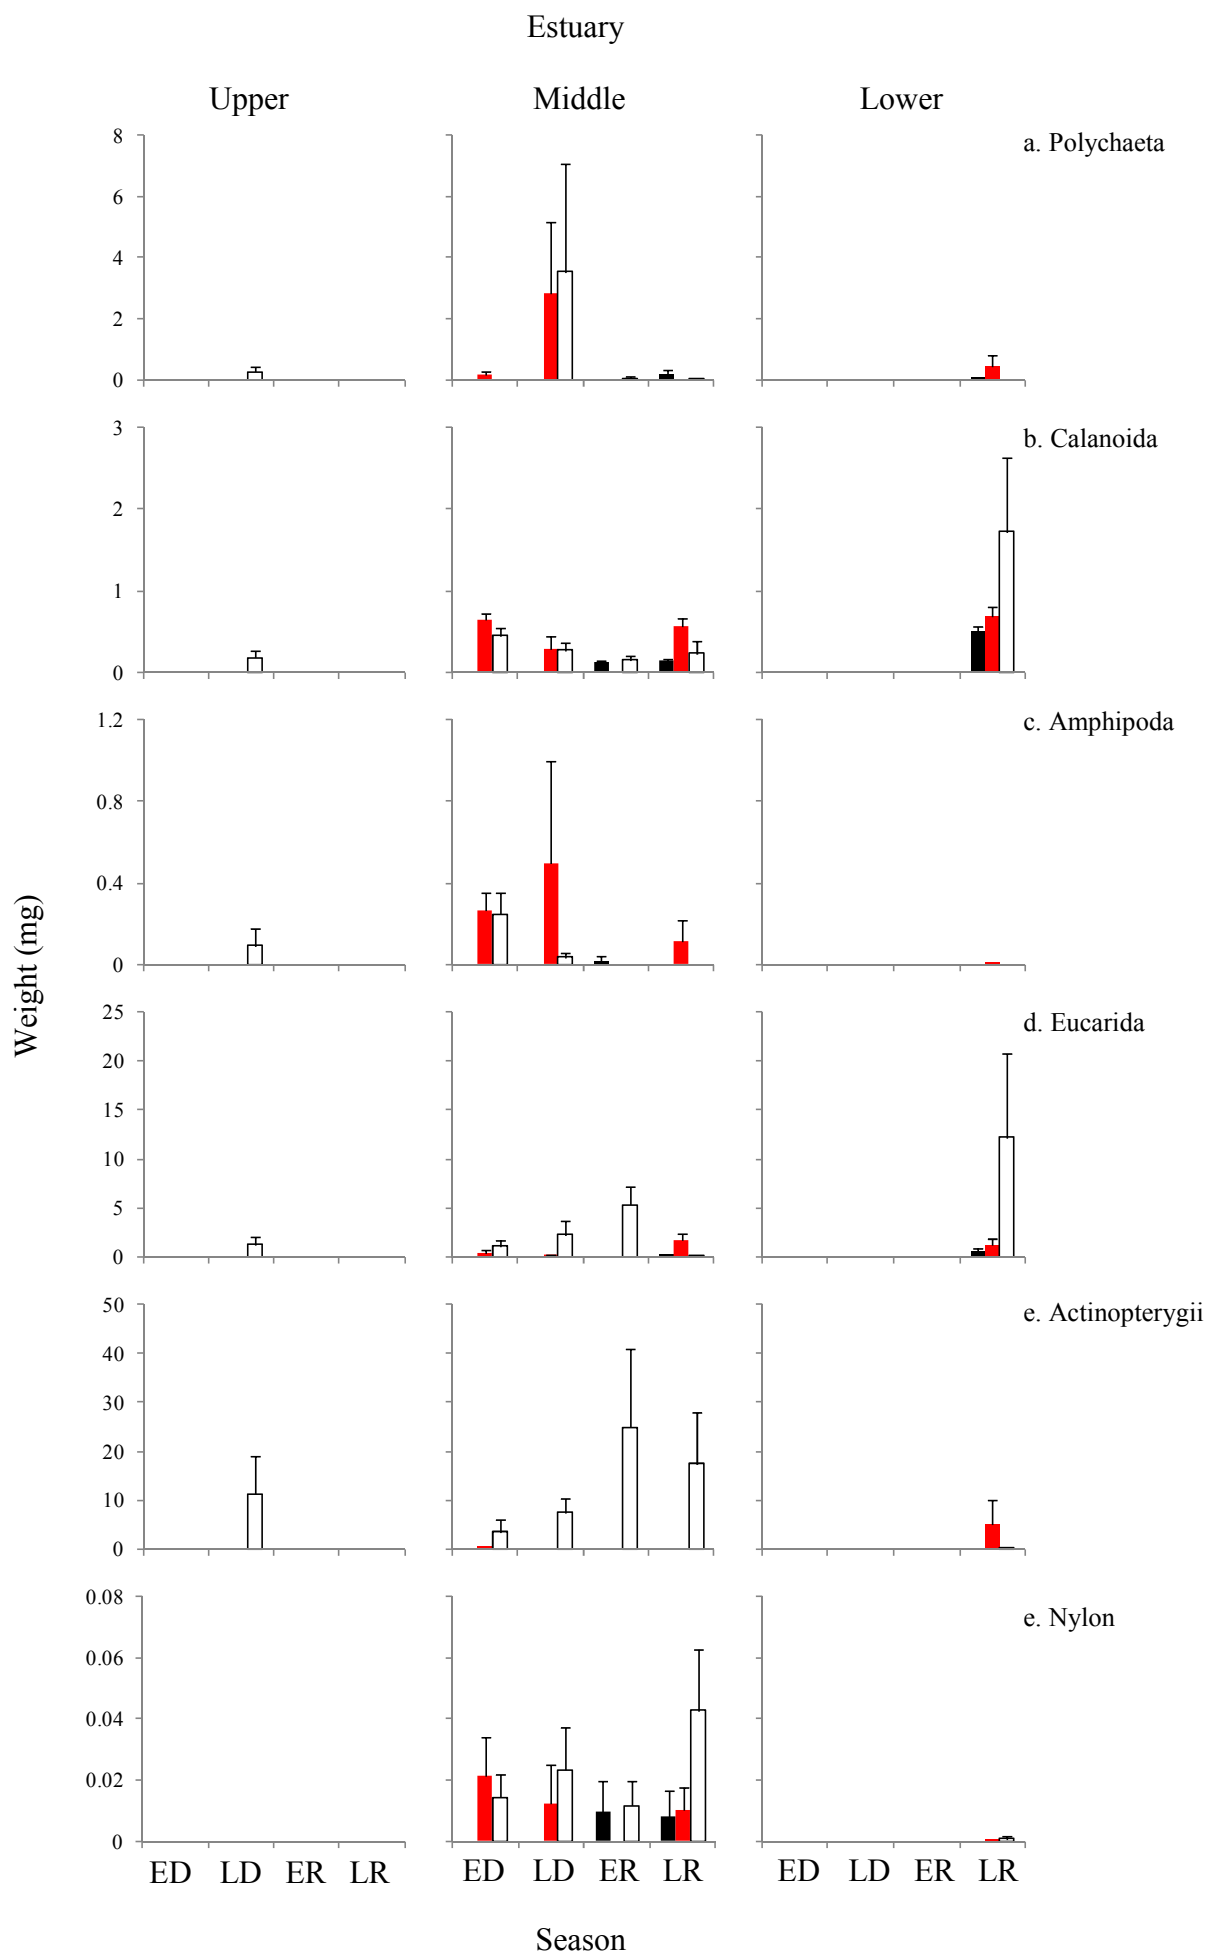 Estuary
Upper
Middle
Lower
a. Polychaeta
8
6
4
2
0
b. Calanoida
3
2
1
0
c. Amphipoda
1.2
0.8
0.4
0
d. Eucarida
25
20
15
10
5
0
e. Actinopterygii
50
40
30
20
10
0
e. Nylon
0.08
0.06
0.04
0.02
0
Weight (mg)
ED LD ER LR
ED LD ER LR
ED LD ER LR
Season